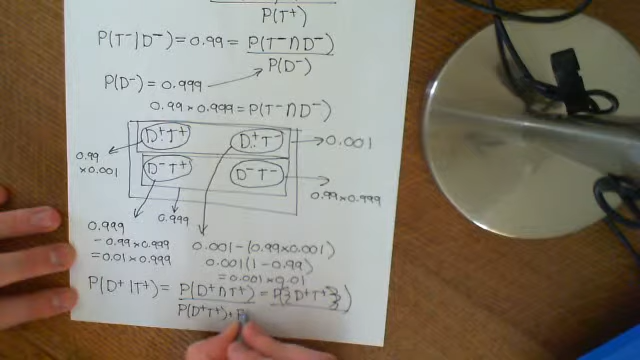 P(T⁺)
P(T⁻|D⁻) = 0.99 = P(T⁻∩D⁻)
P(D⁻)
P(D⁻) = 0.999
0.99 × 0.999 = P(T⁻∩D⁻)
D⁺T⁺ D⁺T⁻ → 0.001
0.99
× 0.001
D⁻T⁺ D⁻T⁻
0.99 × 0.999
0.999
0.999
- 0.99 × 0.999
= 0.01 × 0.999
0.001 - (0.99 × 0.001)
0.001 (1 - 0.99)
= 0.001 × 0.01
P(D⁺|T⁺) = P(D⁺∩T⁺) = P({D⁺T⁺})
P(D⁺T⁺) + P